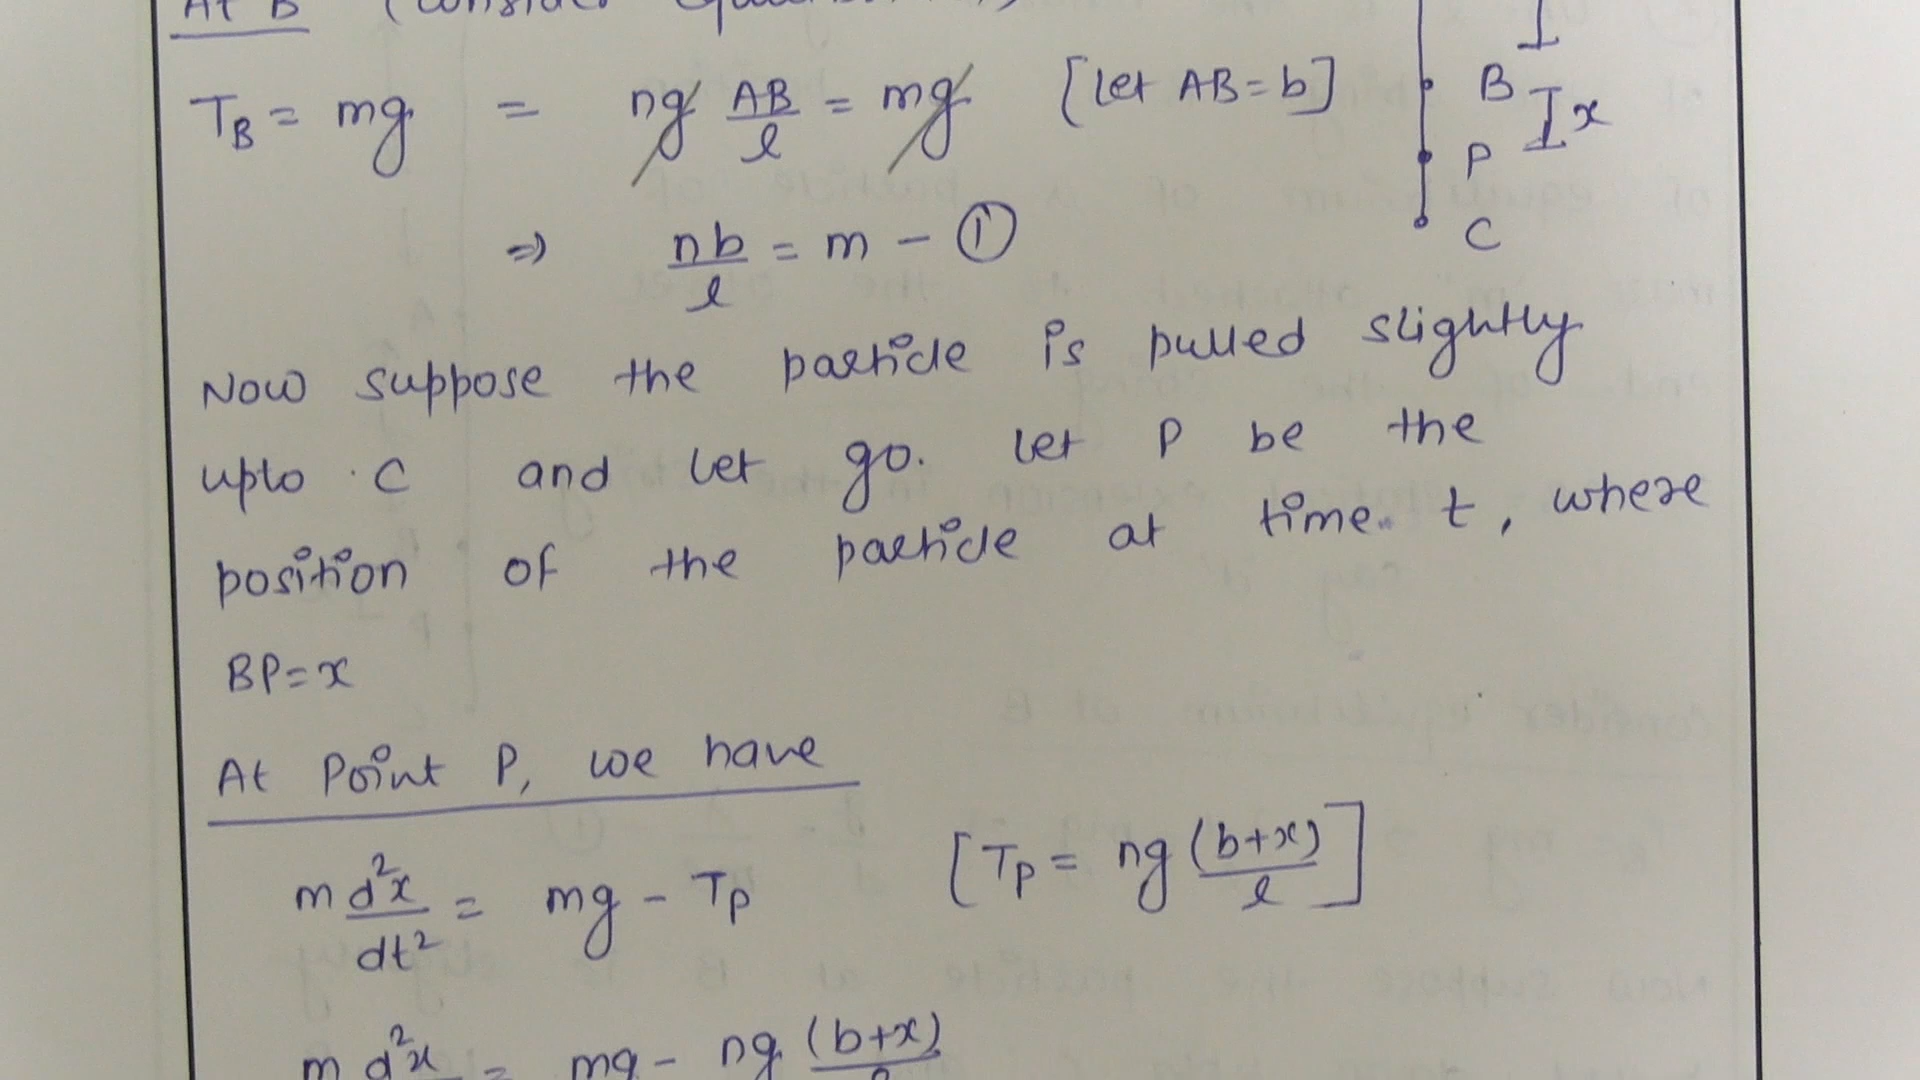 At B
T_B = mg = ng AB/l = mg [let AB = b]
⇒ nb/l = m - ①
B
x
P
C
Now suppose the particle is pulled slightly
upto C and let go. let P be the
position of the particle at time t, where
BP = x
At Point P, we have
m d²x/dt² = mg - T_P [T_P = ng (b+x)/l]
m d²x = mg - ng (b+x)